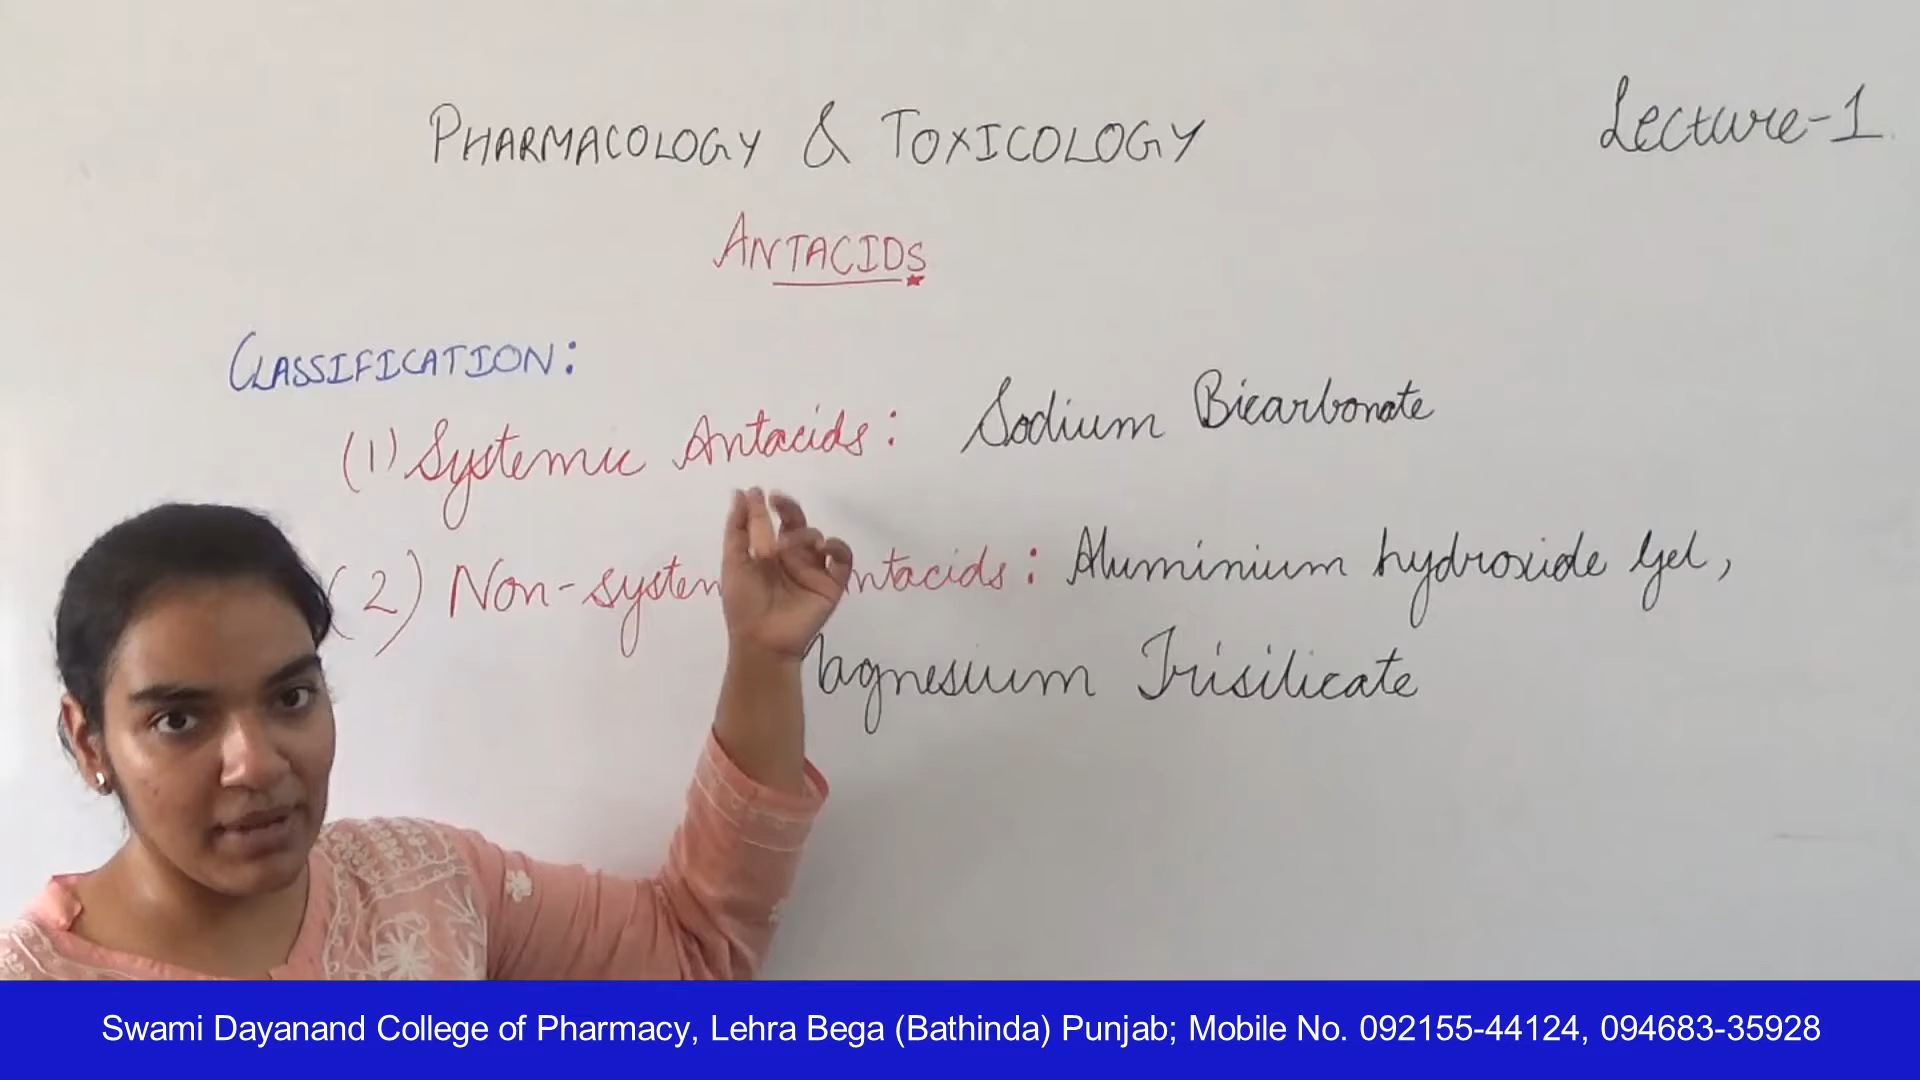 PHARMACOLOGY & TOXICOLOGY
Lecture-1
ANTACIDS
CLASSIFICATION:
(1) Systemic Antacids: Sodium Bicarbonate
(2) Non-system ntacids: Aluminium hydroxide Gel,
agnesium Trisilicate
Swami Dayanand College of Pharmacy, Lehra Bega (Bathinda) Punjab; Mobile No. 092155-44124, 094683-35928